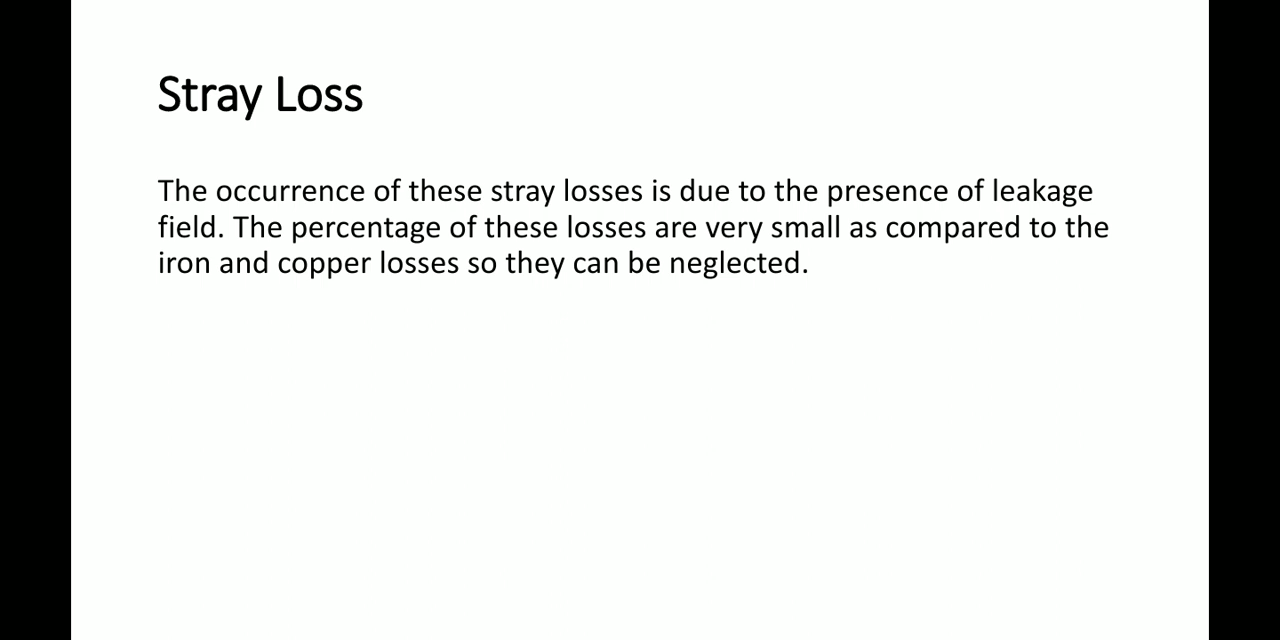 Stray Loss
The occurrence of these stray losses is due to the presence of leakage
field. The percentage of these losses are very small as compared to the
iron and copper losses so they can be neglected.